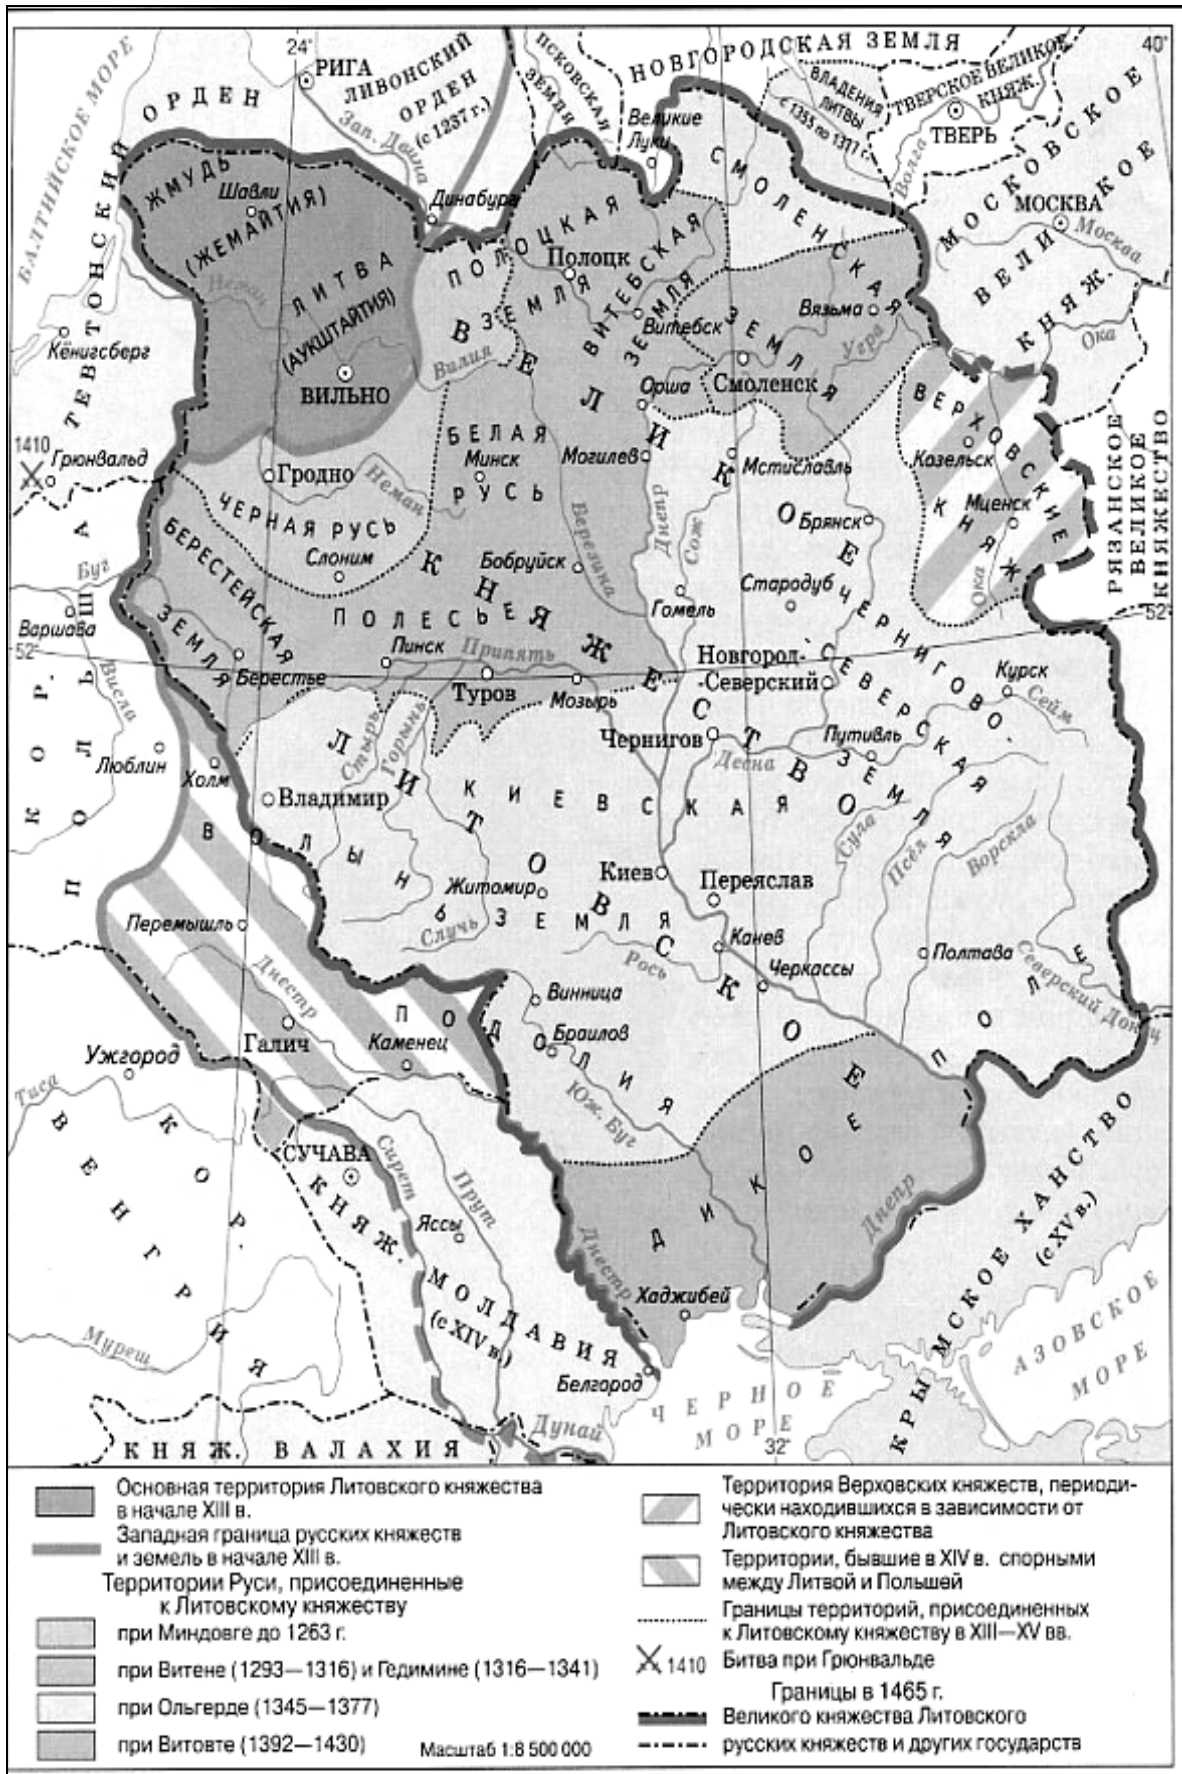 24°
40°
БАЛТИЙСКОЕ МОРЕ
ТЕВТОНСКИЙ ОРДЕН
РИГА
ЛИВОНСКИЙ
ОРДЕН
(с 1237 г.)
Зап. Двина
ПСКОВСКАЯ
ЗЕМЛЯ
НОВГОРОДСКАЯ ЗЕМЛЯ
Великие
Луки
ВЛАДЕНИЯ
ЛИТВЫ
с 1355 по 1377 г.
ТВЕРСКОЕ ВЕЛИКОЕ
КНЯЖ.
ТВЕРЬ
Волга
МОСКОВСКОЕ
ВЕЛИКОЕ
КНЯЖ.
МОСКВА
Москва
Ока
ЖМУДЬ
(ЖЕМАЙТИЯ)
Шавли
Динабург
Неман
ЛИТВА
(АУКШТАЙТИЯ)
ВИЛЬНО
Вилия
ПОЛОЦКАЯ
ЗЕМЛЯ
Полоцк
ВИТЕБСКАЯ
ЗЕМЛЯ
Витебск
СМОЛЕНСКАЯ
ЗЕМЛЯ
Вязьма
Угра
Смоленск
Орша
Кёнигсберг
1410
Грюнвальд
Гродно
Неман
БЕЛАЯ
РУСЬ
Минск
Могилев
Мстиславль
ВЕРХОВСКИЕ
КНЯЖ.
Козельск
Мценск
Ока
РЯЗАНСКОЕ
ВЕЛИКОЕ
КНЯЖЕСТВО
ЧЕРНАЯ РУСЬ
Слоним
БЕРЕСТЕЙСКАЯ
ЗЕМЛЯ
Бобруйск
Березина
Днепр
Сож
Брянск
Стародуб
Гомель
ВЕЛИКОЕ
КНЯЖЕСТВО
ЛИТОВСКОЕ
Буг
Варшава
52°
52°
Висла
КОР.
ПОЛЬША
Берестье
ПОЛЕСЬЕ
Пинск
Припять
Туров
Мозырь
Новгород-
-Северский
ЧЕРНИГОВО-
-СЕВЕРСКАЯ
ЗЕМЛЯ
Курск
Сейм
Чернигов
Десна
Путивль
Люблин
Холм
Стырь
Горынь
Владимир
ВОЛЫНЬ
КИЕВСКАЯ
ЗЕМЛЯ
Сула
Псёл
Ворскла
Киев
Переяслав
Житомир
Случь
Перемышль
Рось
Канев
Черкассы
Полтава
Северский Донец
Днестр
Галич
ПОДОЛИЯ
Каменец
Винница
Браилов
Юж. Буг
Ужгород
Тиса
КОР.
ВЕНГРИЯ
Муреш
СУЧАВА
КНЯЖ.
МОЛДАВИЯ
(с XIV в.)
Сирет
Прут
Яссы
Днестр
ДИКОЕ
ПОЛЕ
Днепр
Хаджибей
Белгород
КРЫМСКОЕ ХАНСТВО
(с XV в.)
АЗОВСКОЕ
МОРЕ
ЧЕРНОЕ
МОРЕ
32°
Дунай
КНЯЖ. ВАЛАХИЯ
Основная территория Литовского княжества
в начале XIII в.
Западная граница русских княжеств
и земель в начале XIII в.
Территории Руси, присоединенные
к Литовскому княжеству
при Миндовге до 1263 г.
при Витене (1293—1316) и Гедимине (1316—1341)
при Ольгерде (1345—1377)
при Витовте (1392—1430)
Масштаб 1:8 500 000
Территория Верховских княжеств, периоди-
чески находившихся в зависимости от
Литовского княжества
Территории, бывшие в XIV в. спорными
между Литвой и Польшей
Границы территорий, присоединенных
к Литовскому княжеству в XIII—XV вв.
1410 Битва при Грюнвальде
Границы в 1465 г.
Великого княжества Литовского
русских княжеств и других государств